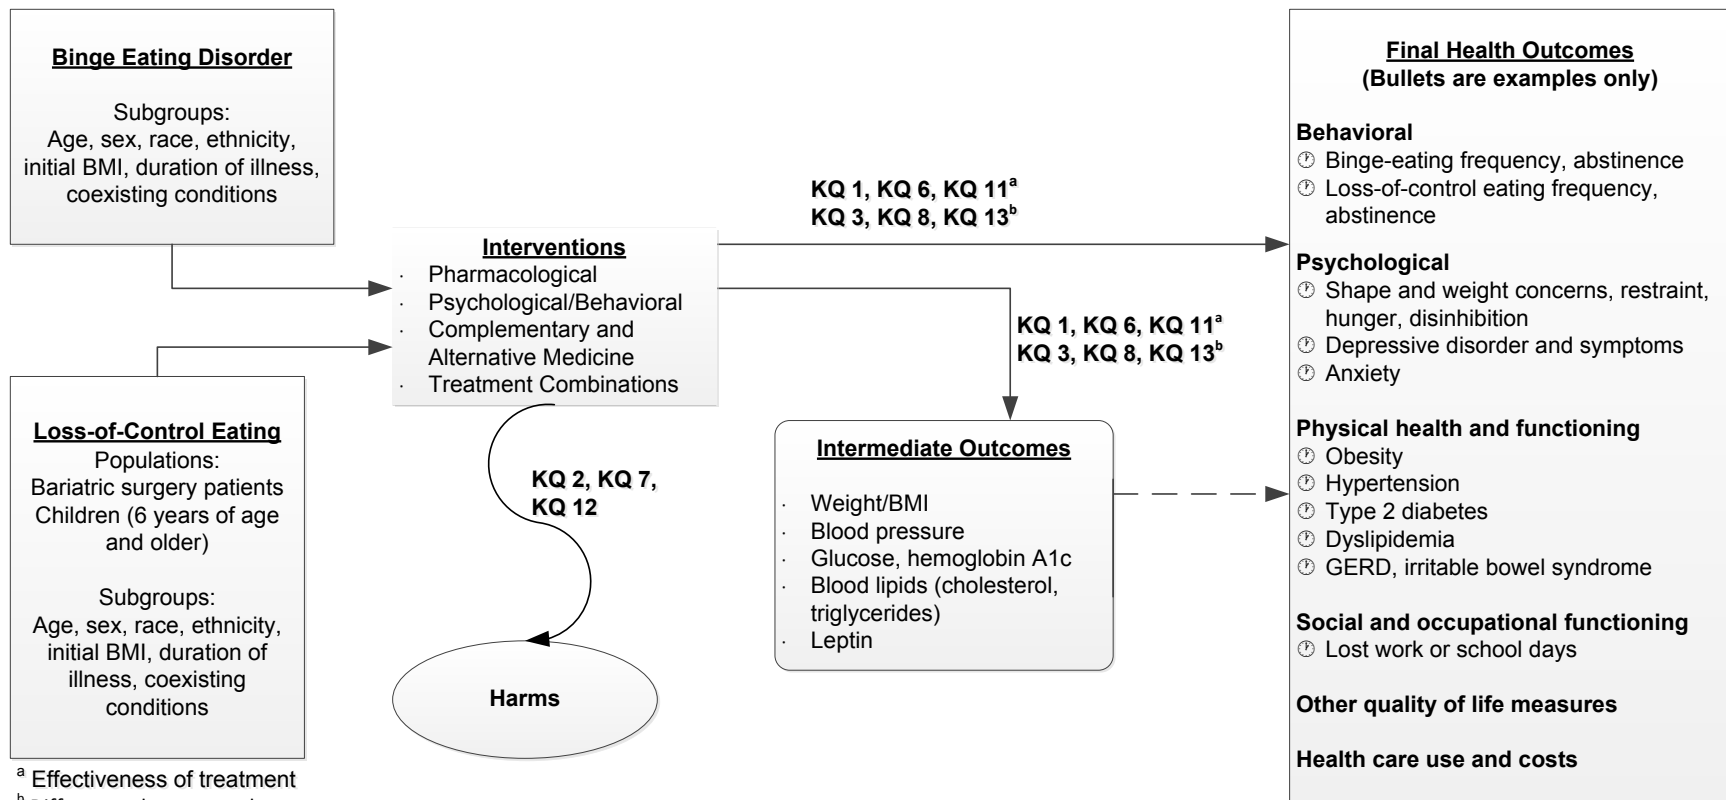 Binge Eating Disorder
Subgroups:
Age, sex, race, ethnicity,
initial BMI, duration of illness,
coexisting conditions
Loss-of-Control Eating
Populations:
Bariatric surgery patients
Children (6 years of age
and older)
Subgroups:
Age, sex, race, ethnicity,
initial BMI, duration of
illness, coexisting
conditions
a Effectiveness of treatment
b
Interventions
· Pharmacological
· Psychological/Behavioral
· Complementary and
Alternative Medicine
· Treatment Combinations
KQ 2, KQ 7,
KQ 12
Harms
KQ 1, KQ 6, KQ 11a
KQ 3, KQ 8, KQ 13b
KQ 1, KQ 6, KQ 11a
KQ 3, KQ 8, KQ 13b
Intermediate Outcomes
· Weight/BMI
· Blood pressure
· Glucose, hemoglobin A1c
· Blood lipids (cholesterol,
triglycerides)
· Leptin
Final Health Outcomes
(Bullets are examples only)
Behavioral
Binge-eating frequency, abstinence
Loss-of-control eating frequency,
abstinence
Psychological
Shape and weight concerns, restraint,
hunger, disinhibition
Depressive disorder and symptoms
Anxiety
Physical health and functioning
Obesity
Hypertension
Type 2 diabetes
Dyslipidemia
GERD, irritable bowel syndrome
Social and occupational functioning
Lost work or school days
Other quality of life measures
Health care use and costs